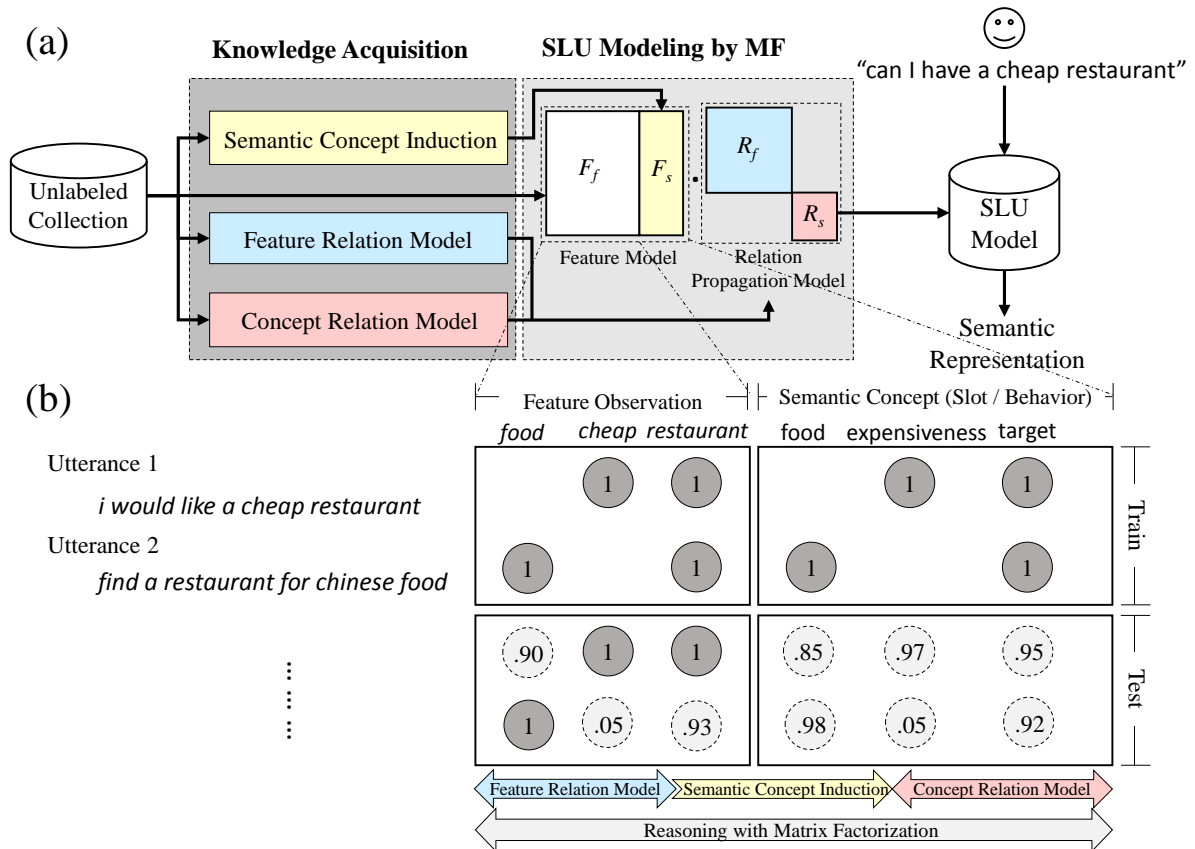 (a)
Knowledge Acquisition
SLU Modeling by MF
“can I have a cheap restaurant”
Unlabeled
Collection
Semantic Concept Induction
Feature Relation Model
Concept Relation Model
F_f
F_s
.
R_f
R_s
Feature Model
Relation
Propagation Model
SLU
Model
Semantic
Representation
(b)
Feature Observation
Semantic Concept (Slot / Behavior)
food cheap restaurant
food expensiveness target
Utterance 1
i would like a cheap restaurant
1 1 1 1
Utterance 2
find a restaurant for chinese food
1 1 1 1
Train
.90 1 1 .85 .97 .95
1 .05 .93 .98 .05 .92
Test
Feature Relation Model
Semantic Concept Induction
Concept Relation Model
Reasoning with Matrix Factorization